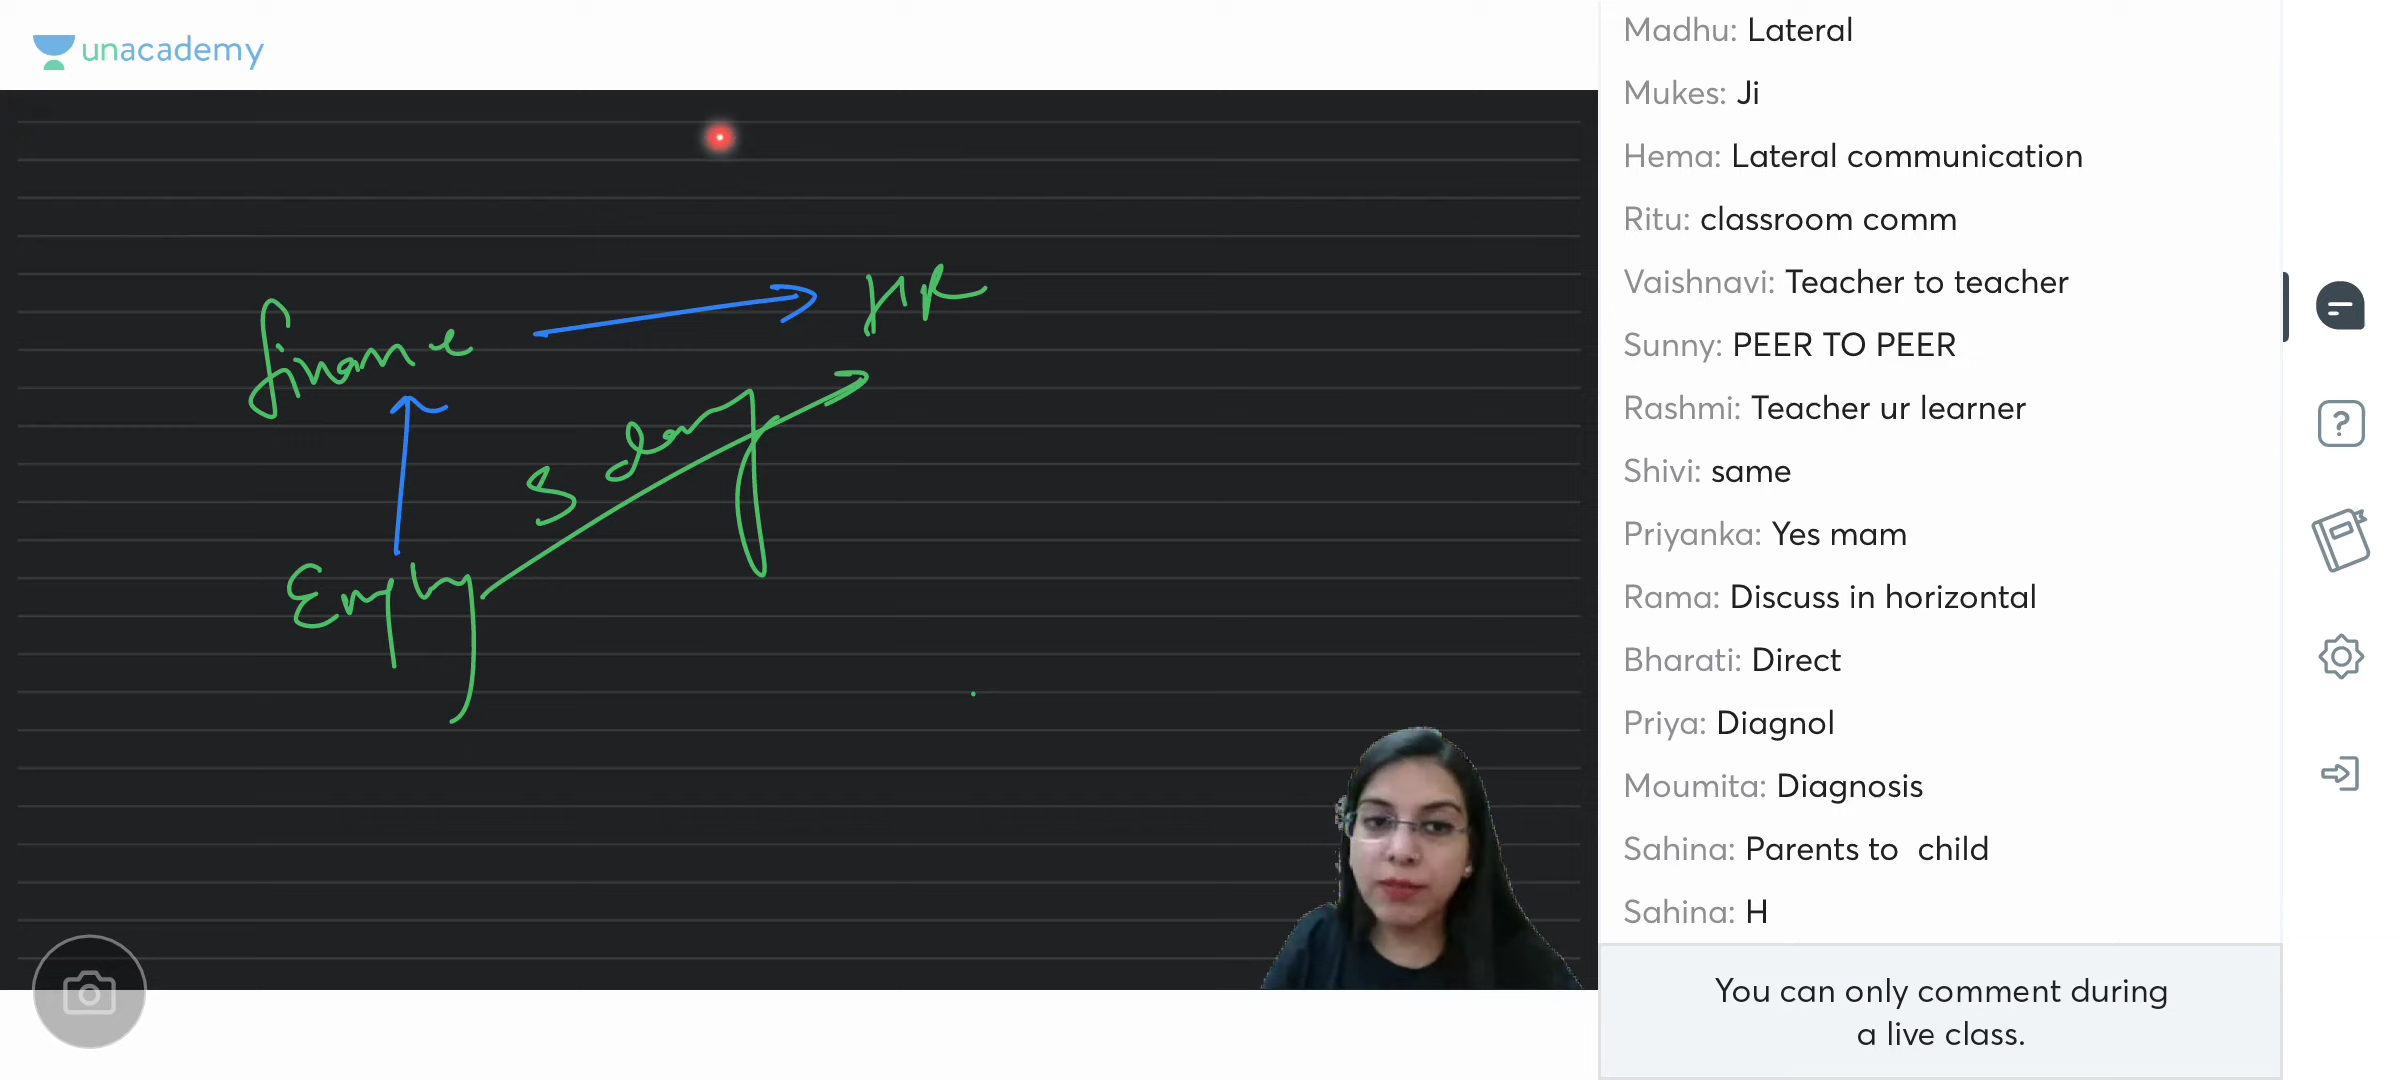 unacademy
finance
HR
5 day
Emply
Madhu: Lateral
Mukes: Ji
Hema: Lateral communication
Ritu: classroom comm
Vaishnavi: Teacher to teacher
Sunny: PEER TO PEER
Rashmi: Teacher ur learner
Shivi: same
Priyanka: Yes mam
Rama: Discuss in horizontal
Bharati: Direct
Priya: Diagnol
Moumita: Diagnosis
Sahina: Parents to  child
Sahina: H
You can only comment during
a live class.
?